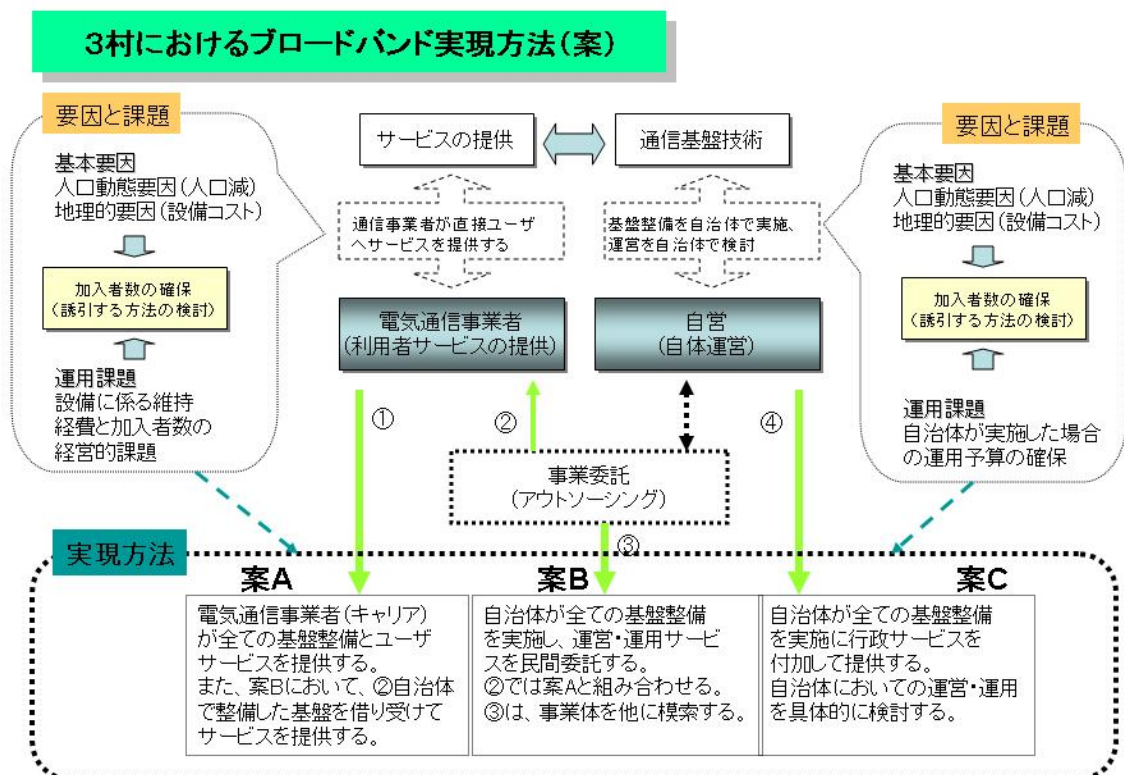 3村におけるブロードバンド実現方法(案)
要因と課題
基本要因
人口動態要因(人口減)
地理的要因(設備コスト)
加入者数の確保
(誘引する方法の検討)
運用課題
設備に係る維持
経費と加入者数の
経営的課題
サービスの提供
通信基盤技術
通信事業者が直接ユーザ
へサービスを提供する
基盤整備を自治体で実施、
運営を自治体で検討
電気通信事業者
(利用者サービスの提供)
自営
(自体運営)
要因と課題
基本要因
人口動態要因(人口減)
地理的要因(設備コスト)
加入者数の確保
(誘引する方法の検討)
運用課題
自治体が実施した場合
の運用予算の確保
①
②
④
事業委託
(アウトソーシング)
③
実現方法
案A
電気通信事業者(キャリア)
が全ての基盤整備とユーザ
サービスを提供する。
また、案Bにおいて、②自治体
で整備した基盤を借り受けて
サービスを提供する。
案B
自治体が全ての基盤整備
を実施し、運営・運用サービ
スを民間委託する。
②では案Aと組み合わせる。
③は、事業体を他に模索する。
案C
自治体が全ての基盤整備
を実施に行政サービスを
付加して提供する。
自治体においての運営・運用
を具体的に検討する。